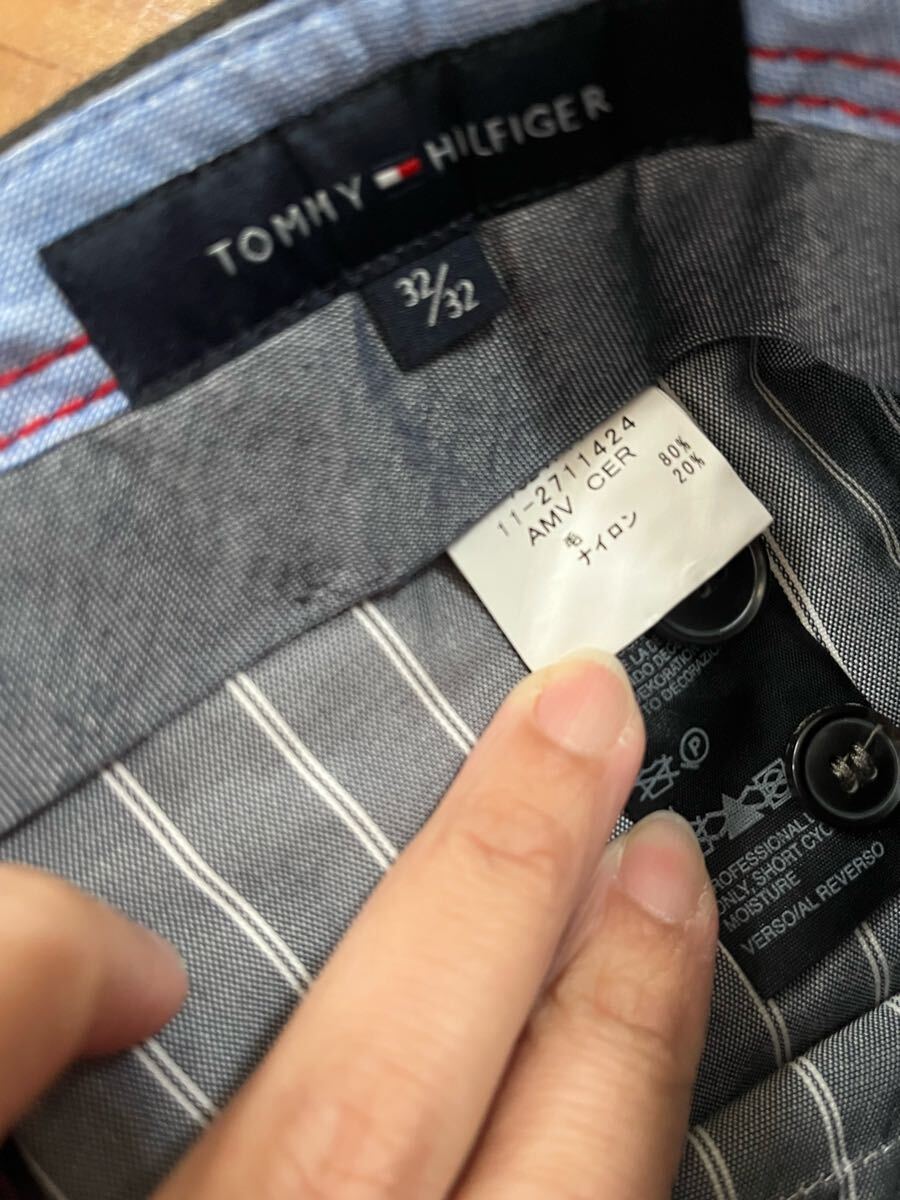 TOMMY HILFIGER
32/32
11-2711424
AMV CER
毛 80%
ナイロン 20%
P
PROFESSIONAL
ONLY, SHORT CYC
MOISTURE
VERSO/AL REVERSO